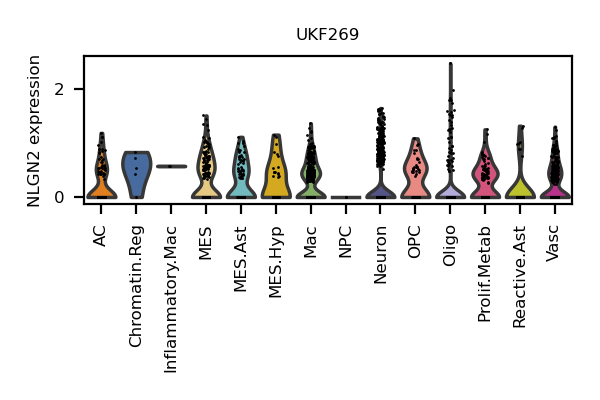 UKF269
NLGN2 expression
2
0
AC
Chromatin.Reg
Inflammatory.Mac
MES
MES.Ast
MES.Hyp
Mac
NPC
Neuron
OPC
Oligo
Prolif.Metab
Reactive.Ast
Vasc